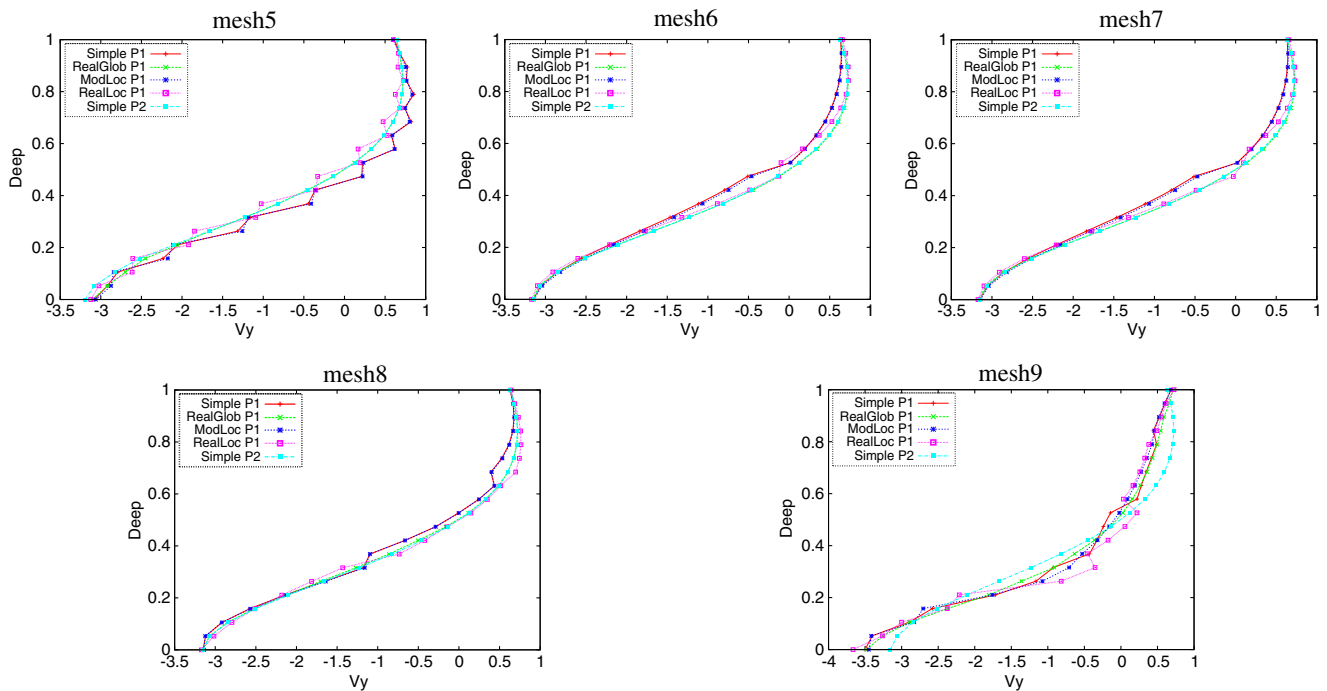 mesh5
1
0.8
0.6
0.4
0.2
0
Deep
Simple P1
RealGlob P1
ModLoc P1
RealLoc P1
Simple P2
-3.5 -3 -2.5 -2 -1.5 -1 -0.5 0 0.5 1
Vy
mesh6
1
0.8
0.6
0.4
0.2
0
Deep
Simple P1
RealGlob P1
ModLoc P1
RealLoc P1
Simple P2
-3.5 -3 -2.5 -2 -1.5 -1 -0.5 0 0.5 1
Vy
mesh7
1
0.8
0.6
0.4
0.2
0
Deep
Simple P1
RealGlob P1
ModLoc P1
RealLoc P1
Simple P2
-3.5 -3 -2.5 -2 -1.5 -1 -0.5 0 0.5 1
Vy
mesh8
1
0.8
0.6
0.4
0.2
0
Deep
Simple P1
RealGlob P1
ModLoc P1
RealLoc P1
Simple P2
-3.5 -3 -2.5 -2 -1.5 -1 -0.5 0 0.5 1
Vy
mesh9
1
0.8
0.6
0.4
0.2
0
Deep
Simple P1
RealGlob P1
ModLoc P1
RealLoc P1
Simple P2
-4 -3.5 -3 -2.5 -2 -1.5 -1 -0.5 0 0.5 1
Vy